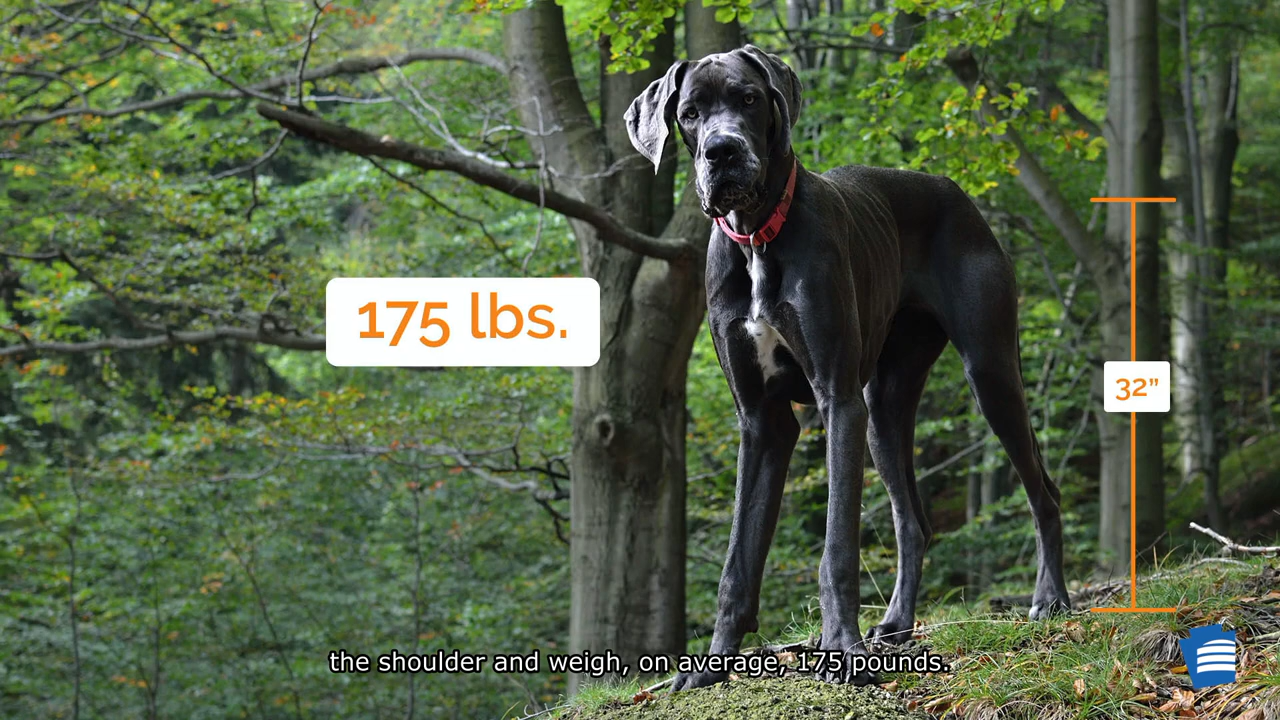 175 lbs.
32”
the shoulder and weigh, on average, 175 pounds.